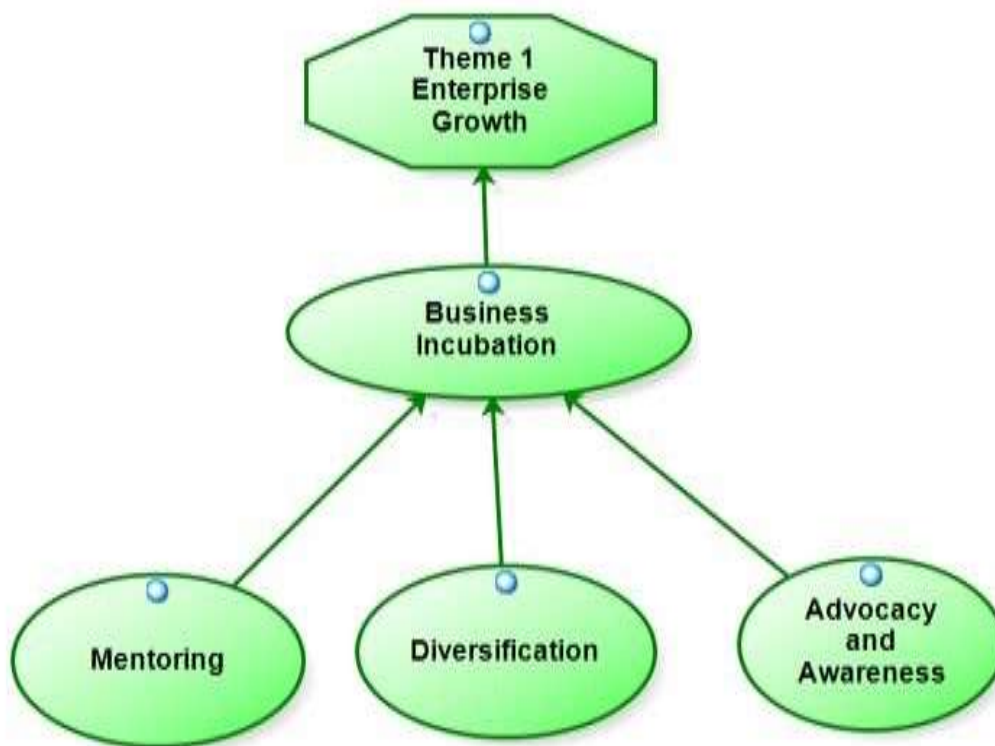 Theme 1
Enterprise
Growth
Business
Incubation
Mentoring
Diversification
Advocacy
and
Awareness